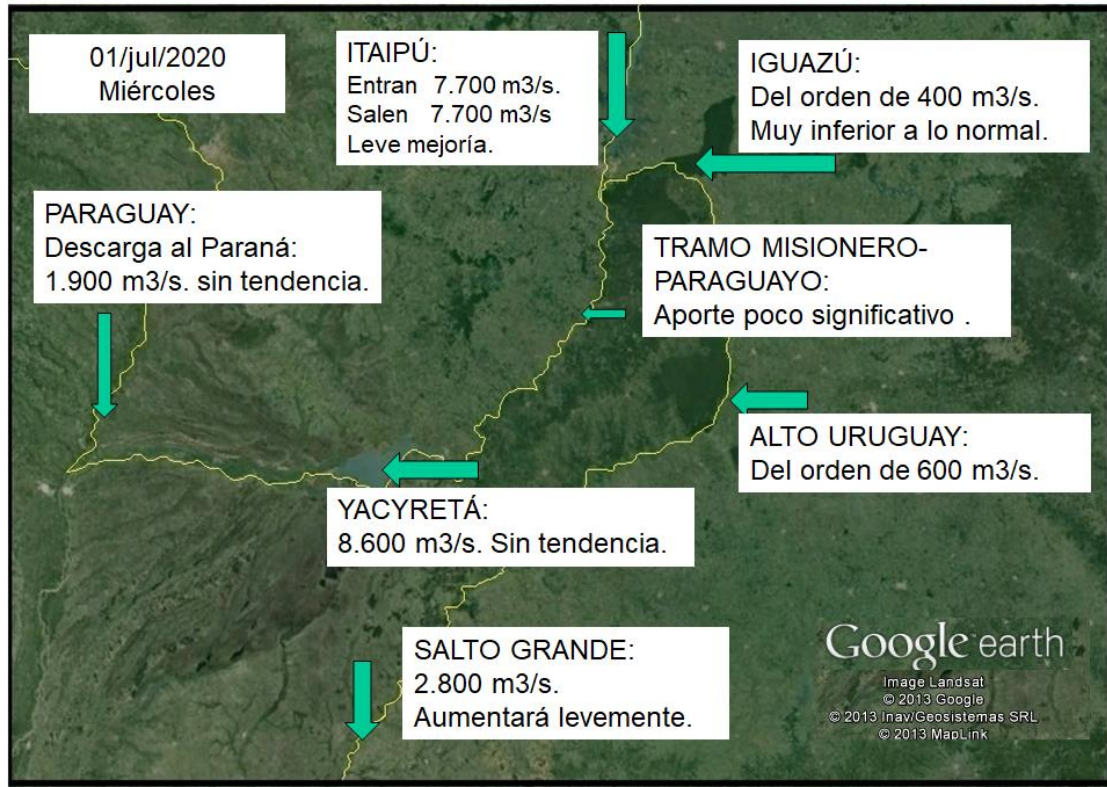 01/jul/2020
Miércoles
ITAIPÚ:
Entran 7.700 m3/s.
Salen 7.700 m3/s
Leve mejoría.
IGUAZÚ:
Del orden de 400 m3/s.
Muy inferior a lo normal.
PARAGUAY:
Descarga al Paraná:
1.900 m3/s. sin tendencia.
TRAMO MISIONERO-
PARAGUAYO:
Aporte poco significativo .
ALTO URUGUAY:
Del orden de 600 m3/s.
YACYRETÁ:
8.600 m3/s. Sin tendencia.
SALTO GRANDE:
2.800 m3/s.
Aumentará levemente.
Google earth
Image Landsat
© 2013 Google
© 2013 Inav/Geosistemas SRL
© 2013 MapLink